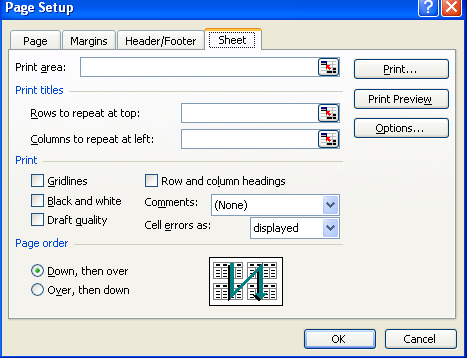 Page Setup
Page Margins Header/Footer Sheet
Print area:
Print...
Print titles
Print Preview
Rows to repeat at top:
Columns to repeat at left:
Options...
Print
Gridlines
Row and column headings
Black and white
Comments: (None)
Draft quality
Cell errors as: displayed
Page order
Down, then over
Over, then down
OK Cancel